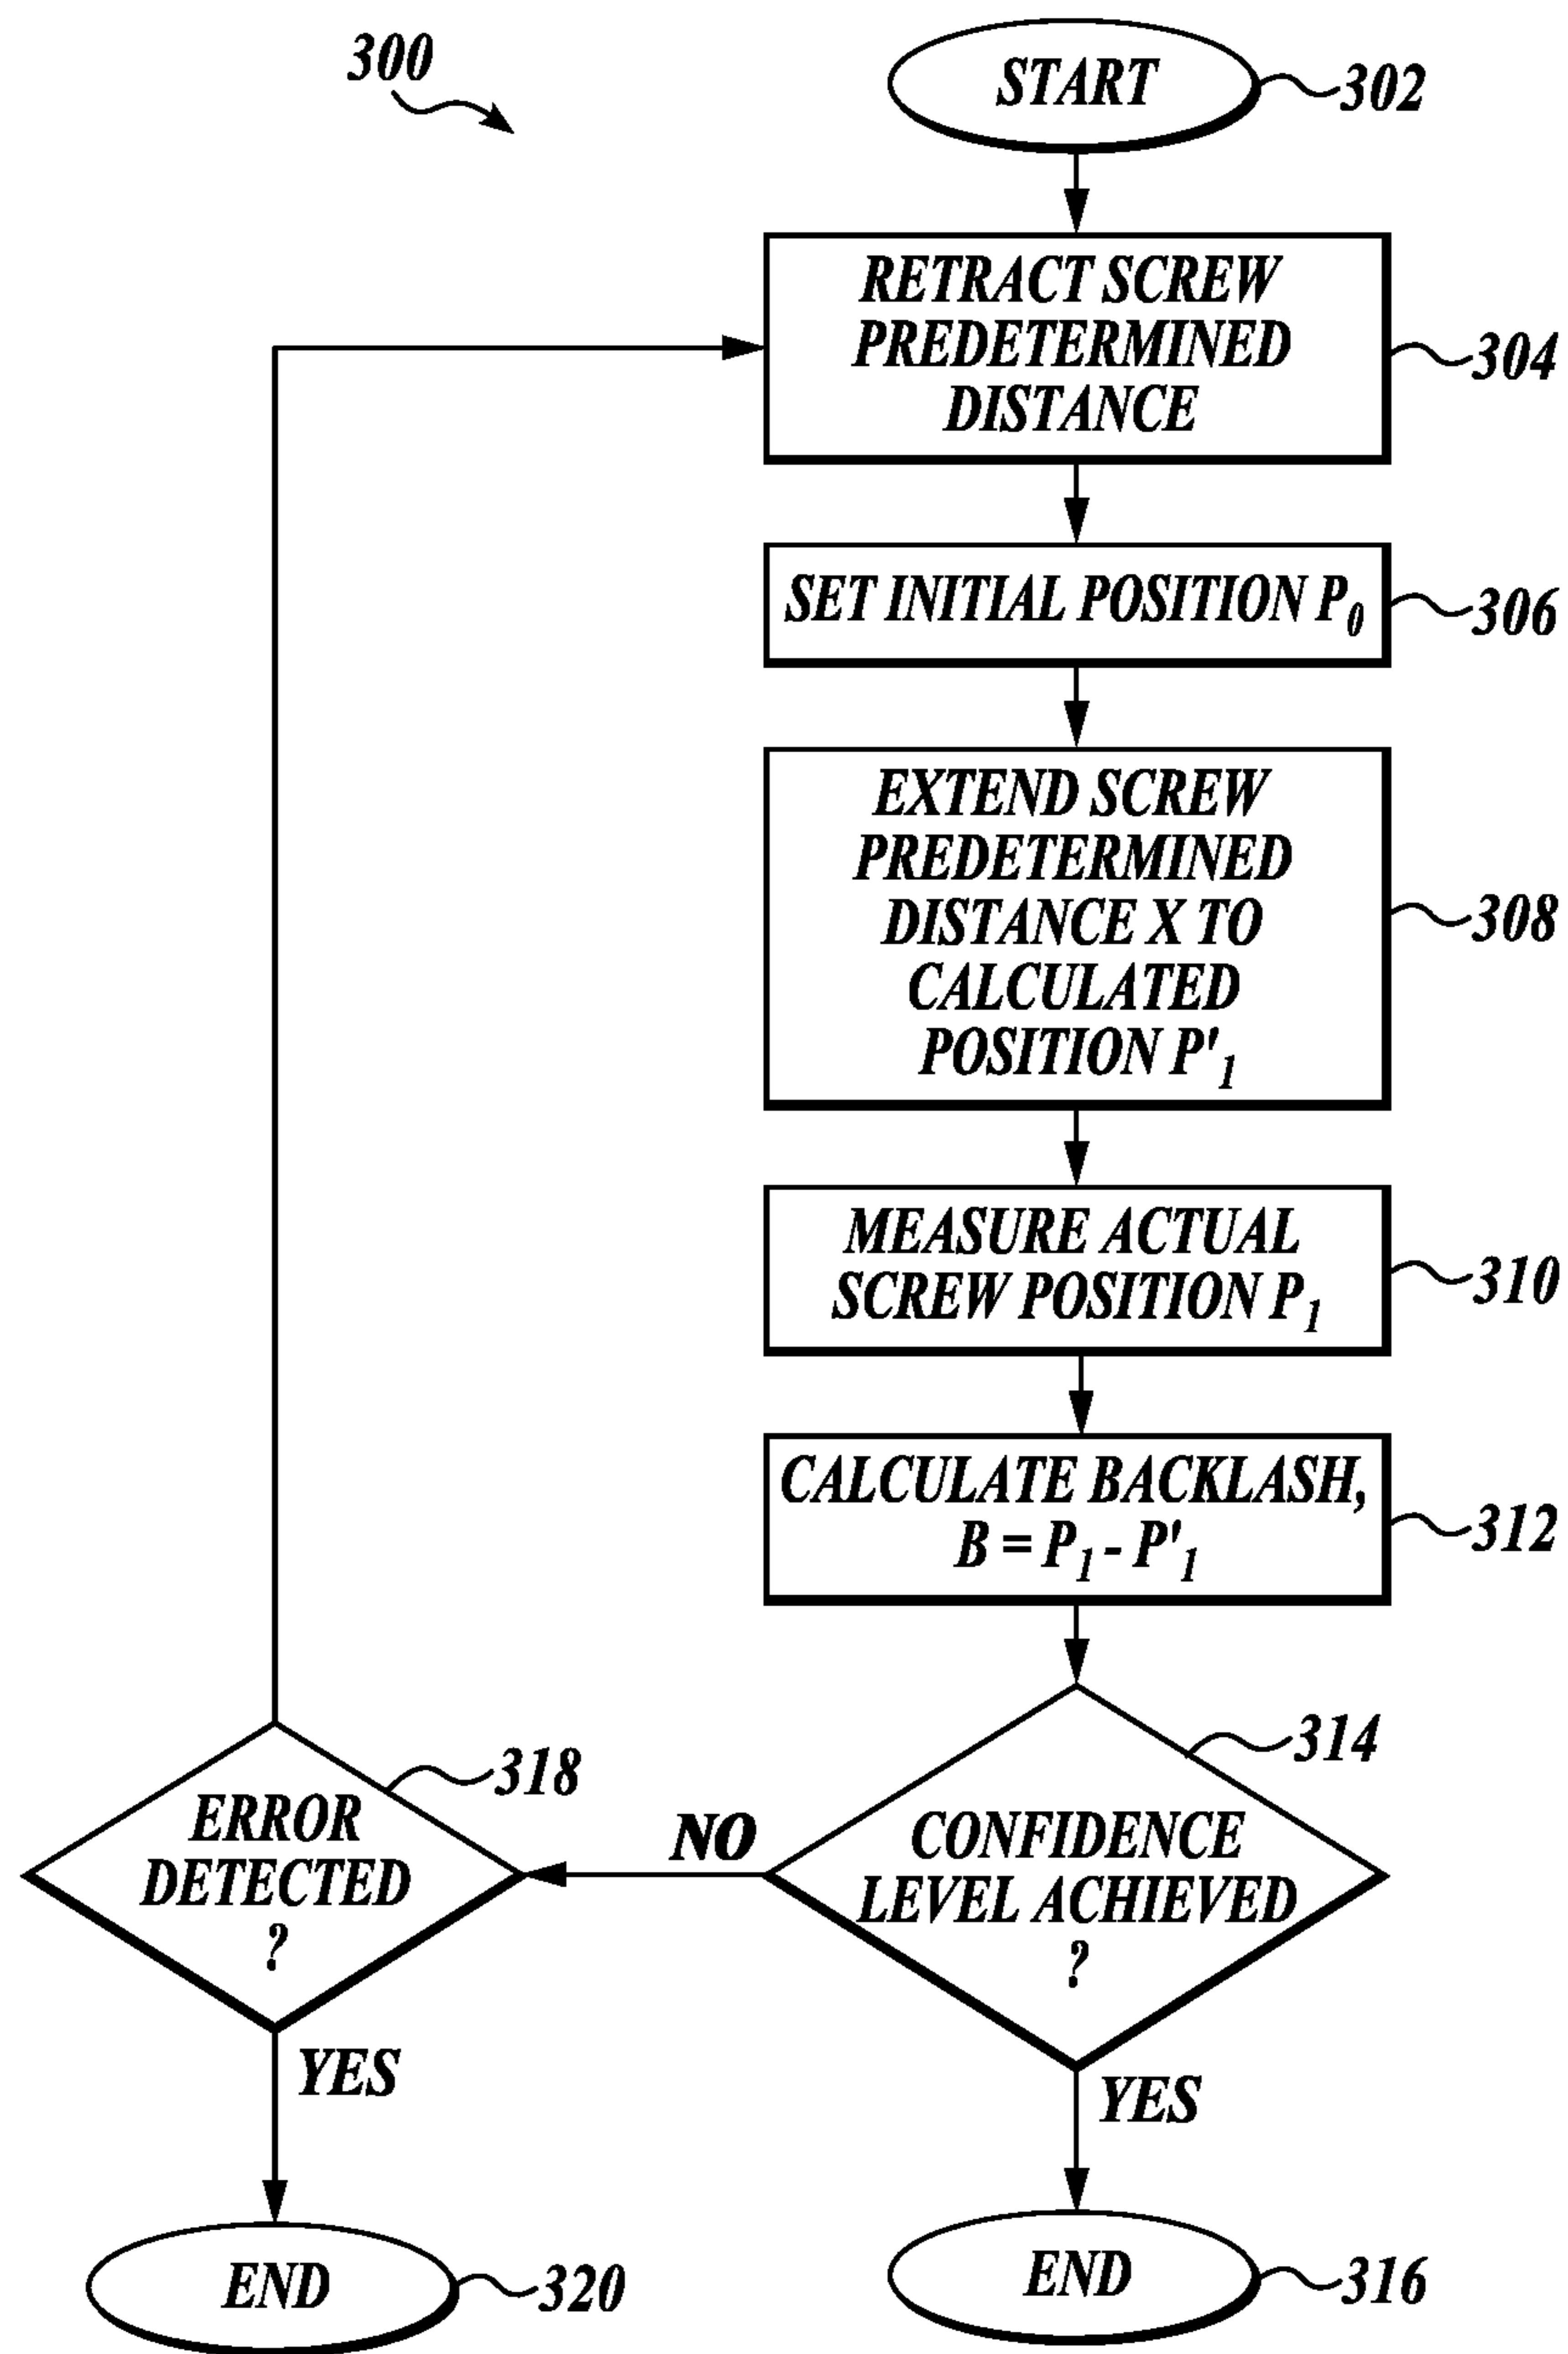 300
START
302
RETRACT SCREW
PREDETERMINED
DISTANCE
304
SET INITIAL POSITION P0
306
EXTEND SCREW
PREDETERMINED
DISTANCE X TO
CALCULATED
POSITION P'1
308
MEASURE ACTUAL
SCREW POSITION P1
310
CALCULATE BACKLASH,
B = P1 - P'1
312
314
CONFIDENCE
LEVEL ACHIEVED
?
NO
318
ERROR
DETECTED
?
YES
YES
END
320
END
316